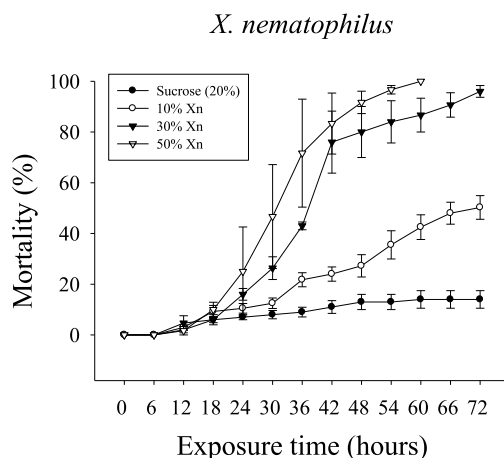 X. nematophilus
100
80
60
40
20
0
Mortality (%)
Sucrose (20%)
10% Xn
30% Xn
50% Xn
0 6 12 18 24 30 36 42 48 54 60 66 72
Exposure time (hours)